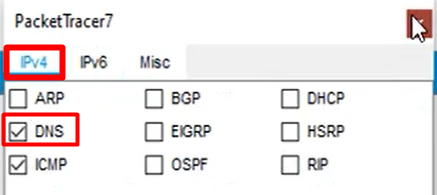 PacketTracer7
IPv4 IPv6 Misc
ARP BGP DHCP
DNS EIGRP HSRP
ICMP OSPF RIP